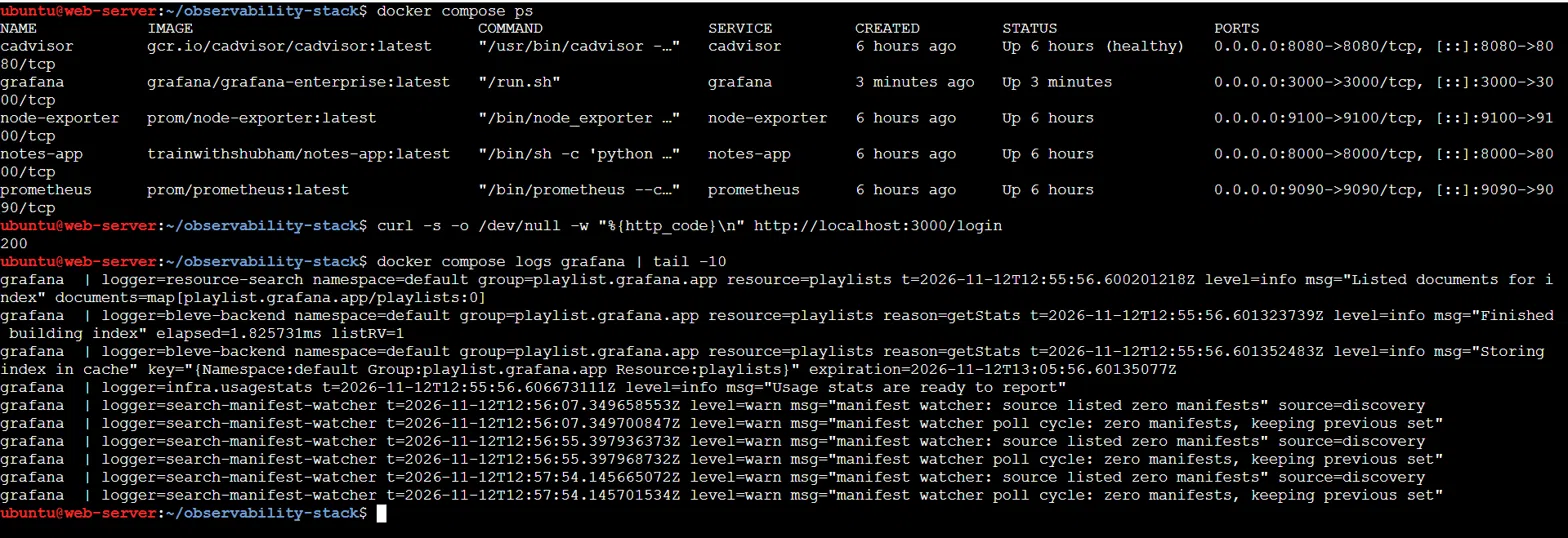 ubuntu@web-server:~/observability-stack$ docker compose ps
NAME            IMAGE                             COMMAND                  SERVICE         CREATED         STATUS                   PORTS
cadvisor        gcr.io/cadvisor/cadvisor:latest   "/usr/bin/cadvisor -…"   cadvisor        6 hours ago     Up 6 hours (healthy)     0.0.0.0:8080->8080/tcp, [::]:8080->80
80/tcp
grafana         grafana/grafana-enterprise:latest   "/run.sh"                grafana         3 minutes ago   Up 3 minutes             0.0.0.0:3000->3000/tcp, [::]:3000->30
00/tcp
node-exporter   prom/node-exporter:latest         "/bin/node_exporter …"   node-exporter   6 hours ago     Up 6 hours               0.0.0.0:9100->9100/tcp, [::]:9100->91
00/tcp
notes-app       trainwithshubham/notes-app:latest   "/bin/sh -c 'python …"   notes-app       6 hours ago     Up 6 hours               0.0.0.0:8000->8000/tcp, [::]:8000->80
00/tcp
prometheus      prom/prometheus:latest            "/bin/prometheus --c…"   prometheus      6 hours ago     Up 6 hours               0.0.0.0:9090->9090/tcp, [::]:9090->90
90/tcp
ubuntu@web-server:~/observability-stack$ curl -s -o /dev/null -w "%{http_code}\n" http://localhost:3000/login
200
ubuntu@web-server:~/observability-stack$ docker compose logs grafana | tail -10
grafana  | logger=resource-search namespace=default group=playlist.grafana.app resource=playlists t=2026-11-12T12:55:56.600201218Z level=info msg="Listed documents for i
ndex" documents=map[playlist.grafana.app/playlists:0]
grafana  | logger=bleve-backend namespace=default group=playlist.grafana.app resource=playlists reason=getStats t=2026-11-12T12:55:56.601323739Z level=info msg="Finished
 building index" elapsed=1.825731ms listRV=1
grafana  | logger=bleve-backend namespace=default group=playlist.grafana.app resource=playlists reason=getStats t=2026-11-12T12:55:56.601352483Z level=info msg="Storing
index in cache" key="{Namespace:default Group:playlist.grafana.app Resource:playlists}" expiration=2026-11-12T13:05:56.60135077Z
grafana  | logger=infra.usagestats t=2026-11-12T12:55:56.606673111Z level=info msg="Usage stats are ready to report"
grafana  | logger=search-manifest-watcher t=2026-11-12T12:56:07.349658553Z level=warn msg="manifest watcher: source listed zero manifests" source=discovery
grafana  | logger=search-manifest-watcher t=2026-11-12T12:56:07.349700847Z level=warn msg="manifest watcher poll cycle: zero manifests, keeping previous set"
grafana  | logger=search-manifest-watcher t=2026-11-12T12:56:55.397936373Z level=warn msg="manifest watcher: source listed zero manifests" source=discovery
grafana  | logger=search-manifest-watcher t=2026-11-12T12:56:55.397968732Z level=warn msg="manifest watcher poll cycle: zero manifests, keeping previous set"
grafana  | logger=search-manifest-watcher t=2026-11-12T12:57:54.145665072Z level=warn msg="manifest watcher: source listed zero manifests" source=discovery
grafana  | logger=search-manifest-watcher t=2026-11-12T12:57:54.145701534Z level=warn msg="manifest watcher poll cycle: zero manifests, keeping previous set"
ubuntu@web-server:~/observability-stack$